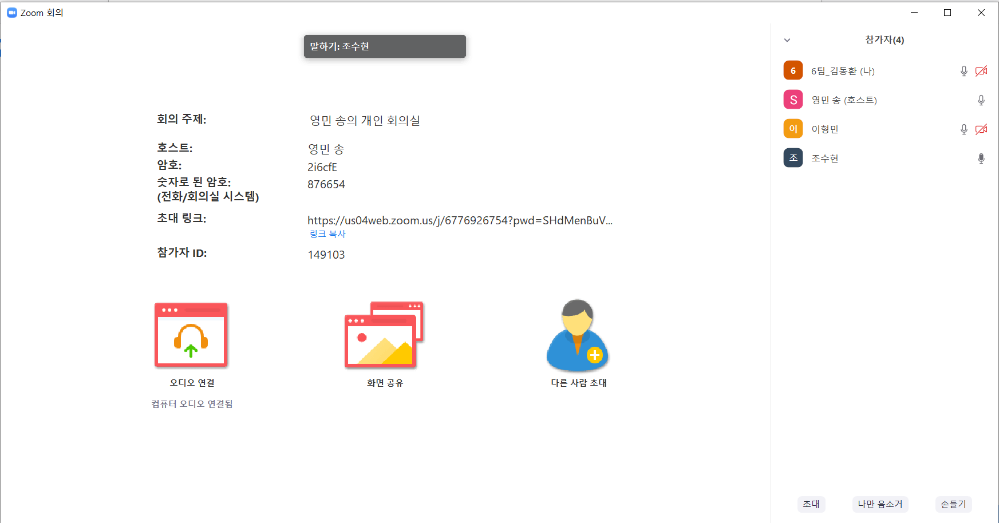 Zoom 회의
말하기: 조수현
회의 주제: 영민 송의 개인 회의실
호스트: 영민 송
암호: 2i6cfE
숫자로 된 암호: 876654
(전화/회의실 시스템)
초대 링크: https://us04web.zoom.us/j/6776926754?pwd=SHdMenBuV...
링크 복사
참가자 ID: 149103
오디오 연결
컴퓨터 오디오 연결됨
화면 공유
다른 사람 초대
참가자(4)
6 6팀_김동환 (나)
S 영민 송 (호스트)
이 이형민
조 조수현
초대 나만 음소거 손들기